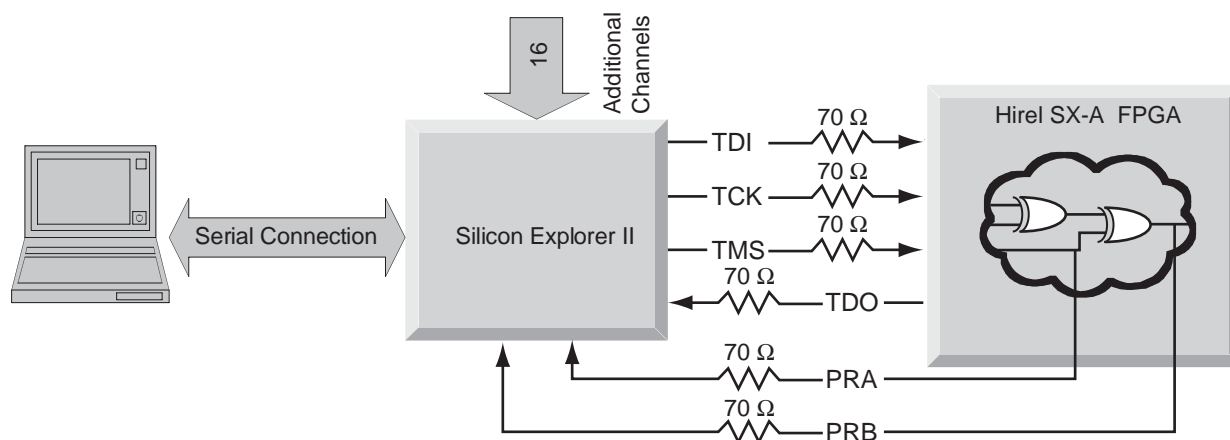 16
Additional
Channels
Hirel SX-A FPGA
Serial Connection
Silicon Explorer II
TDI
70 Ω
TCK
70 Ω
TMS
70 Ω
70 Ω
TDO
70 Ω
PRA
70 Ω
PRB